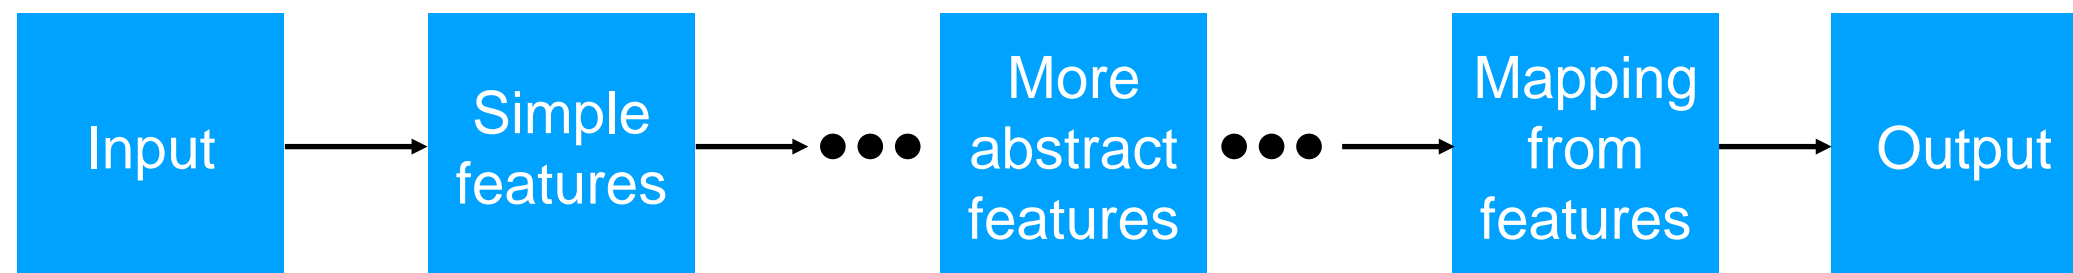 Input
Simple
features
More
abstract
features
Mapping
from
features
Output